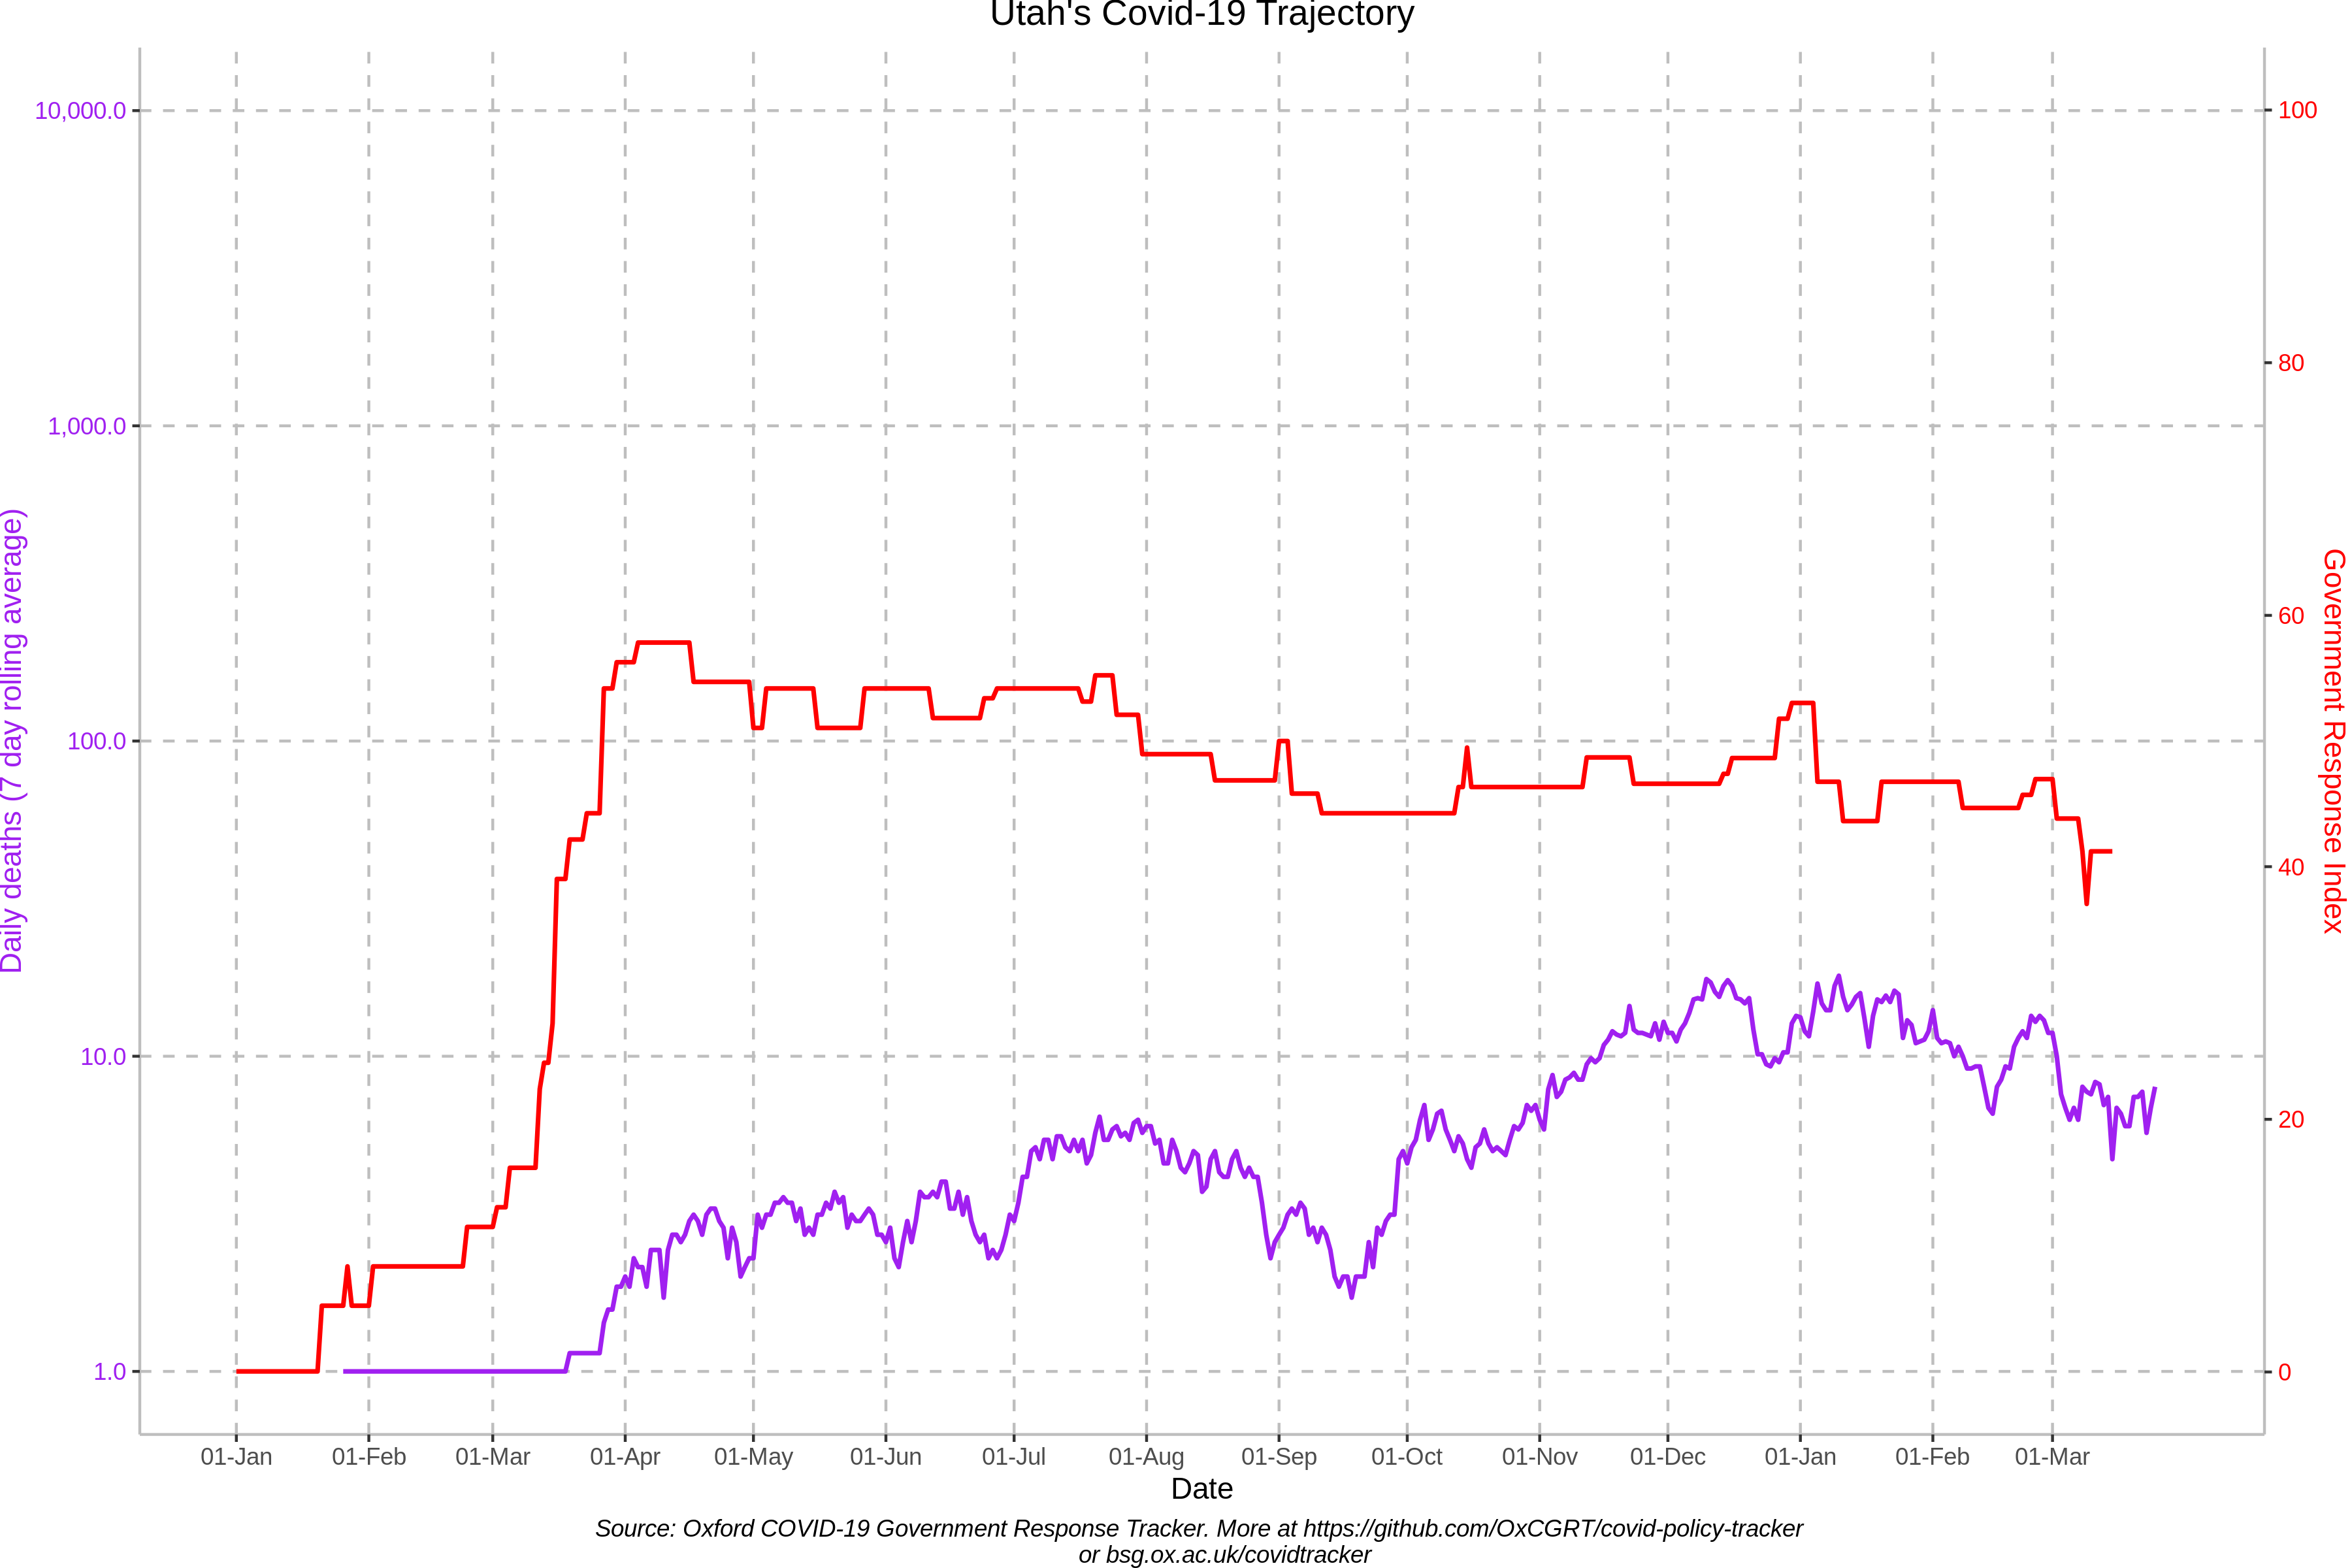 Utah's Covid-19 Trajectory
10,000.0
1,000.0
100.0
10.0
1.0
Daily deaths (7 day rolling average)
100
80
60
40
20
0
Government Response Index
01-Jan 01-Feb 01-Mar 01-Apr 01-May 01-Jun 01-Jul 01-Aug 01-Sep 01-Oct 01-Nov 01-Dec 01-Jan 01-Feb 01-Mar
Date
Source: Oxford COVID-19 Government Response Tracker. More at https://github.com/OxCGRT/covid-policy-tracker
or bsg.ox.ac.uk/covidtracker